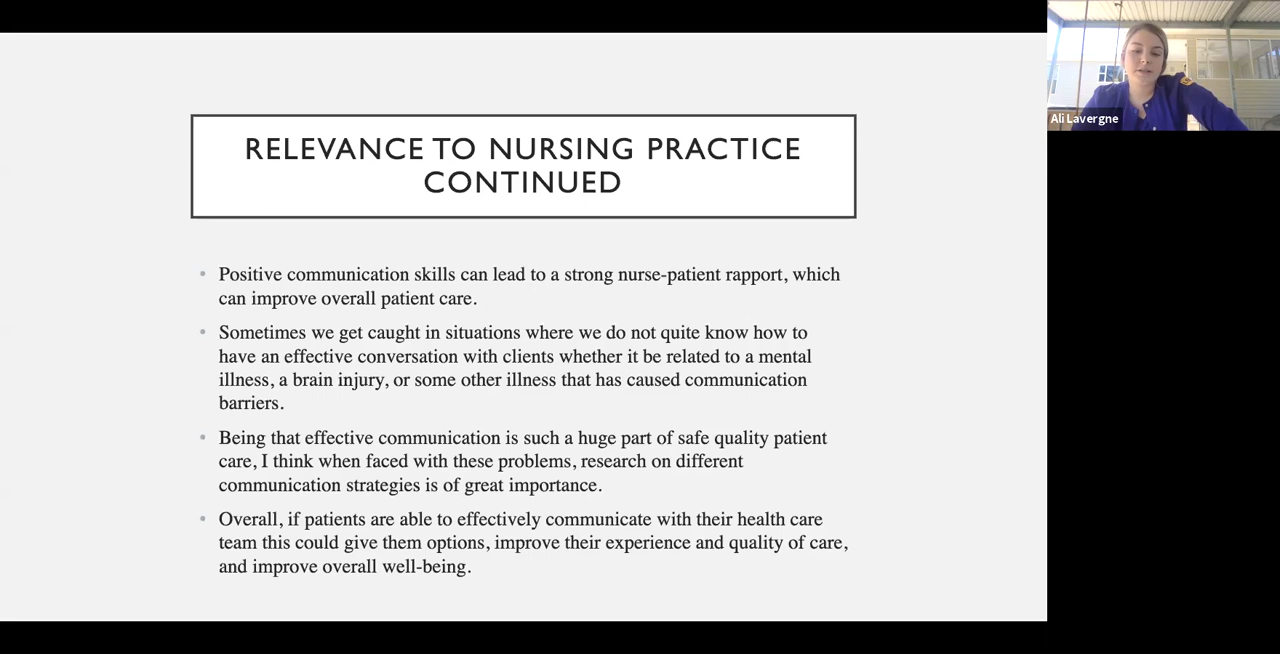 RELEVANCE TO NURSING PRACTICE
CONTINUED
• Positive communication skills can lead to a strong nurse-patient rapport, which
can improve overall patient care.
• Sometimes we get caught in situations where we do not quite know how to
have an effective conversation with clients whether it be related to a mental
illness, a brain injury, or some other illness that has caused communication
barriers.
• Being that effective communication is such a huge part of safe quality patient
care, I think when faced with these problems, research on different
communication strategies is of great importance.
• Overall, if patients are able to effectively communicate with their health care
team this could give them options, improve their experience and quality of care,
and improve overall well-being.
Ali Lavergne